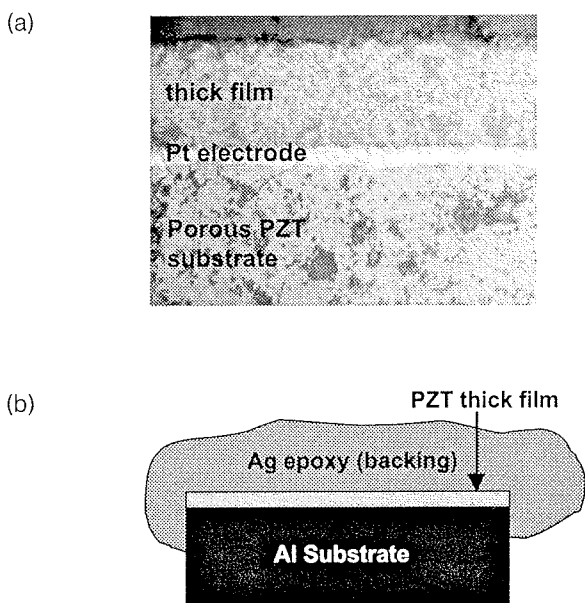 (a)
thick film
Pt electrode
Porous PZT
substrate
(b)
PZT thick film
Ag epoxy (backing)
Al Substrate